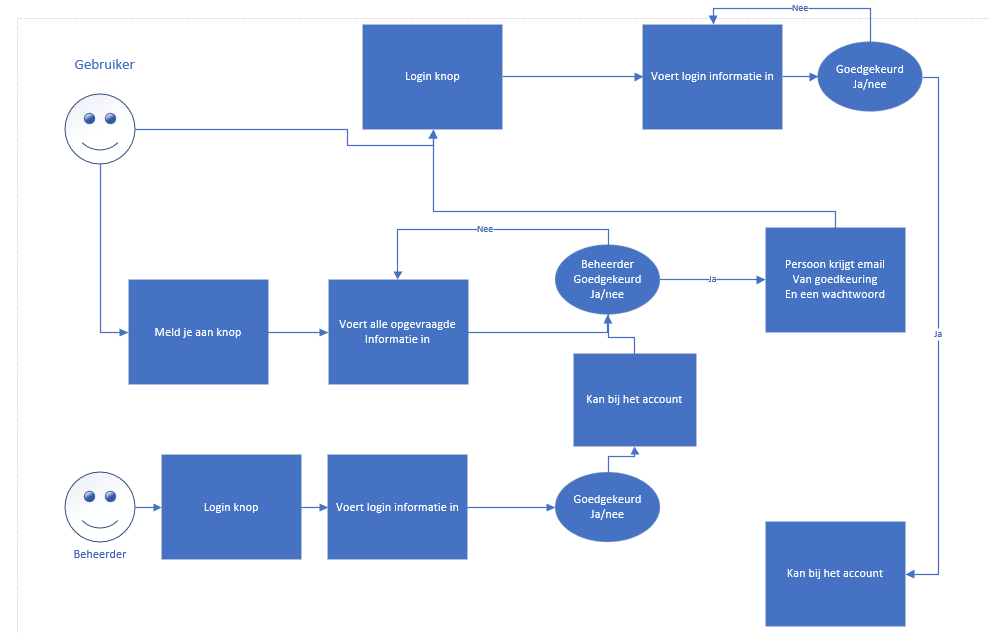 Nee
Gebruiker
Login knop
Voert login informatie in
Goedgekeurd
Ja/nee
Nee
Beheerder
Goedgekeurd
Ja/nee
Ja
Persoon krijgt email
Van goedkeuring
En een wachtwoord
Meld je aan knop
Voert alle opgevraagde
Informatie in
Ja
Kan bij het account
Login knop
Voert login informatie in
Goedgekeurd
Ja/nee
Beheerder
Kan bij het account